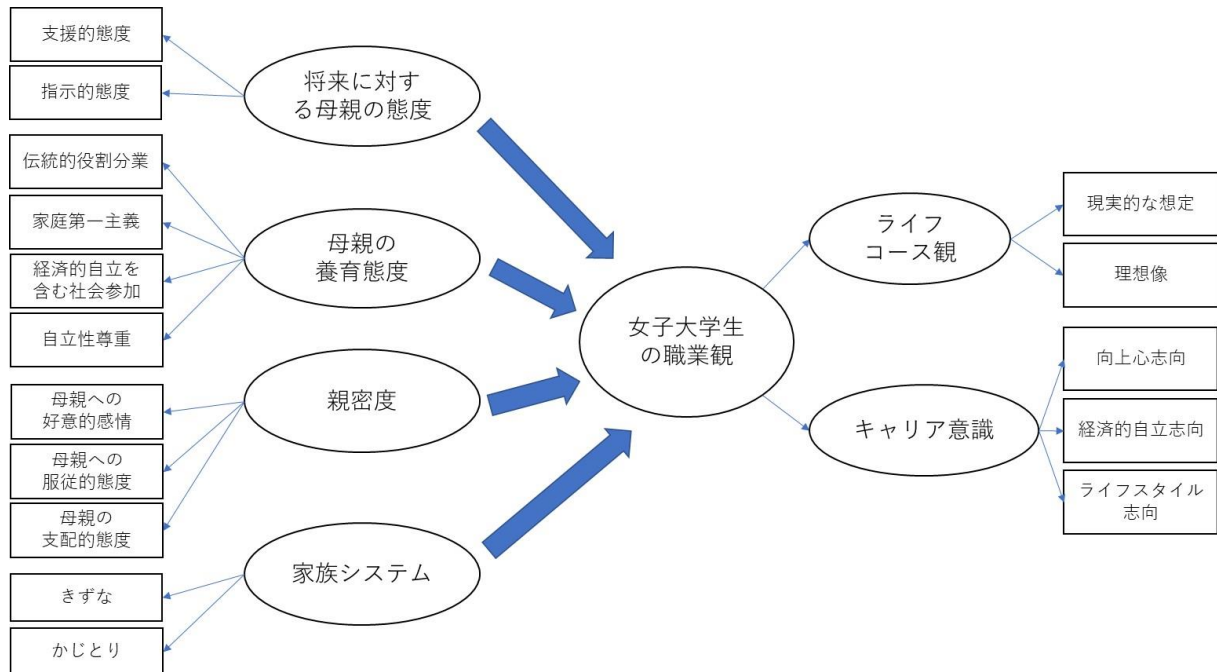 支援的態度
指示的態度
伝統的役割分業
家庭第一主義
経済的自立を
含む社会参加
自立性尊重
母親への
好意的感情
母親への
服従的態度
母親の
支配的態度
きずな
かじとり
将来に対す
る母親の態度
母親の
養育態度
親密度
家族システム
女子大学生
の職業観
ライフ
コース観
キャリア意識
現実的な想定
理想像
向上心志向
経済的自立志向
ライフスタイル
志向